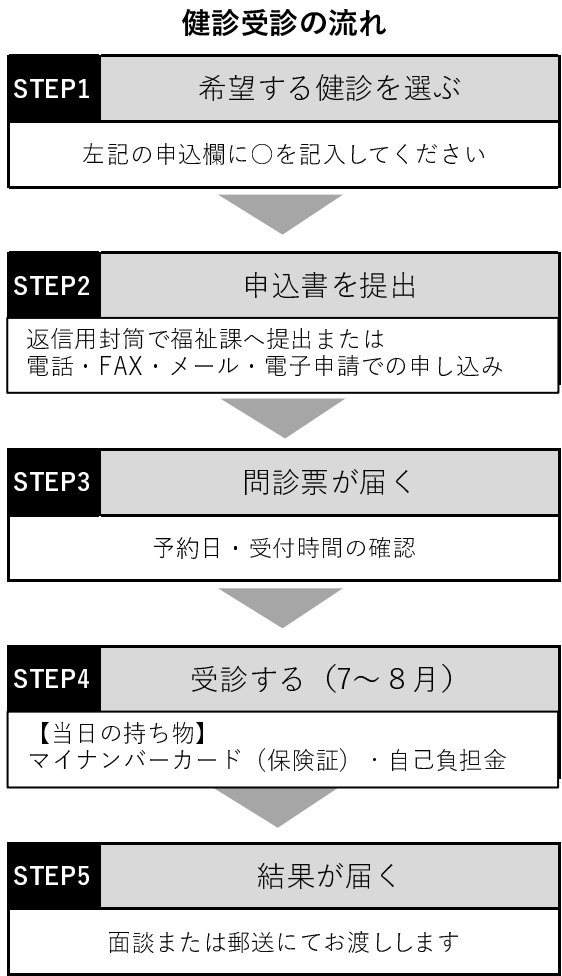 健診受診の流れ
STEP1 希望する健診を選ぶ
左記の申込欄に〇を記入してください
STEP2 申込書を提出
返信用封筒で福祉課へ提出または
電話・FAX・メール・電子申請での申し込み
STEP3 問診票が届く
予約日・受付時間の確認
STEP4 受診する（7～８月）
【当日の持ち物】
マイナンバーカード（保険証）・自己負担金
STEP5 結果が届く
面談または郵送にてお渡しします